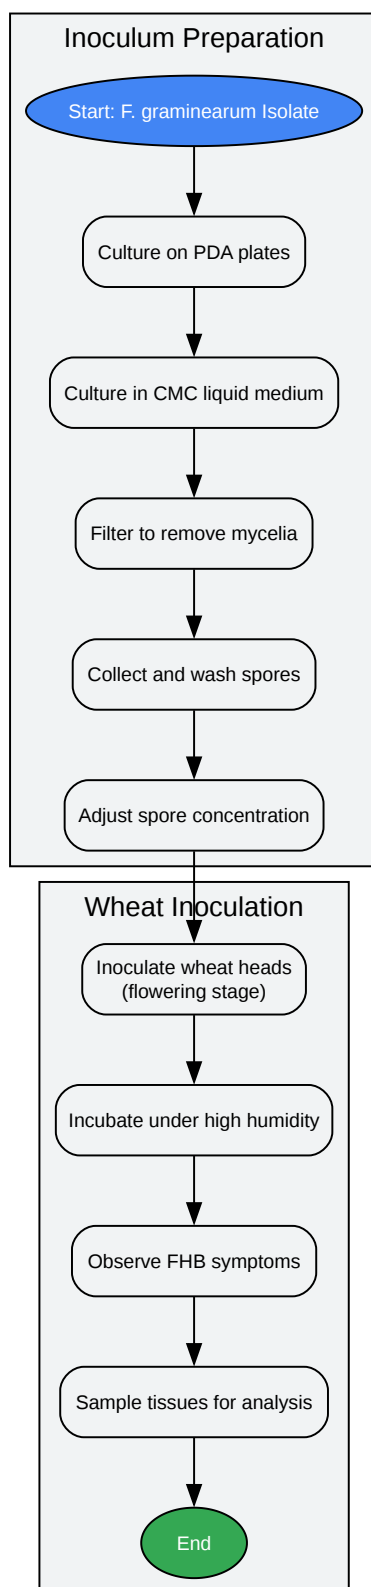 Inoculum Preparation
Start: F. graminearum Isolate
Culture on PDA plates
Culture in CMC liquid medium
Filter to remove mycelia
Collect and wash spores
Adjust spore concentration
Wheat Inoculation
Inoculate wheat heads
(flowering stage)
Incubate under high humidity
Observe FHB symptoms
Sample tissues for analysis
End